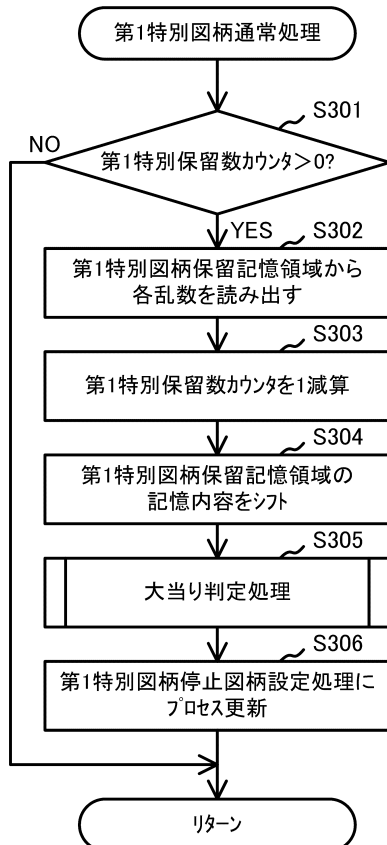 第1特別図柄通常処理
S301
NO
第1特別保留数カウンタ>0?
YES
S302
第1特別図柄保留記憶領域から
各乱数を読み出す
S303
第1特別保留数カウンタを1減算
S304
第1特別図柄保留記憶領域の
記憶内容をシフト
S305
大当り判定処理
S306
第1特別図柄停止図柄設定処理に
プロセス更新
リターン